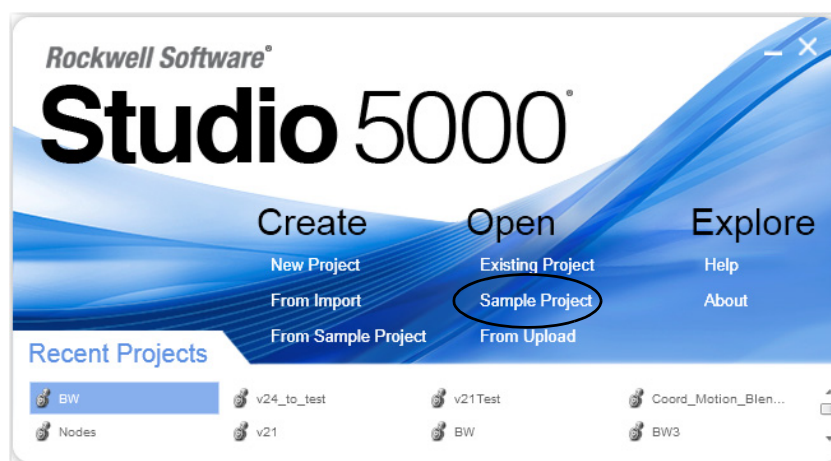 Rockwell Software®
Studio 5000®
Create Open Explore
New Project Existing Project Help
From Import Sample Project About
From Sample Project From Upload
Recent Projects
BW v24_to_test v21Test Coord_Motion_Blen...
Nodes v21 BW BW3